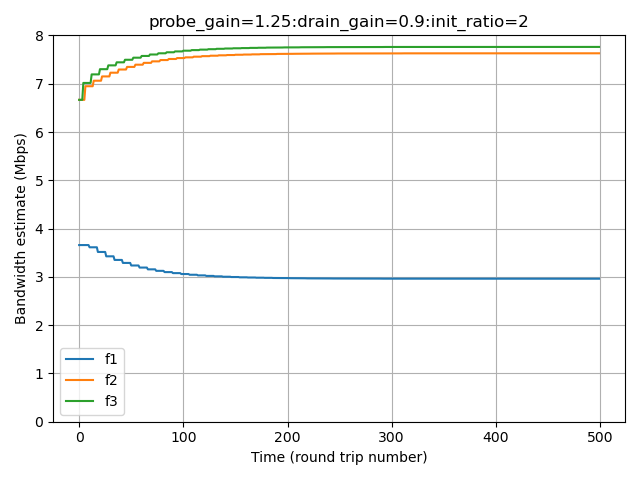 probe_gain=1.25:drain_gain=0.9:init_ratio=2
Bandwidth estimate (Mbps)
8
7
6
5
4
3
2
1
0
f1
f2
f3
0 100 200 300 400 500
Time (round trip number)